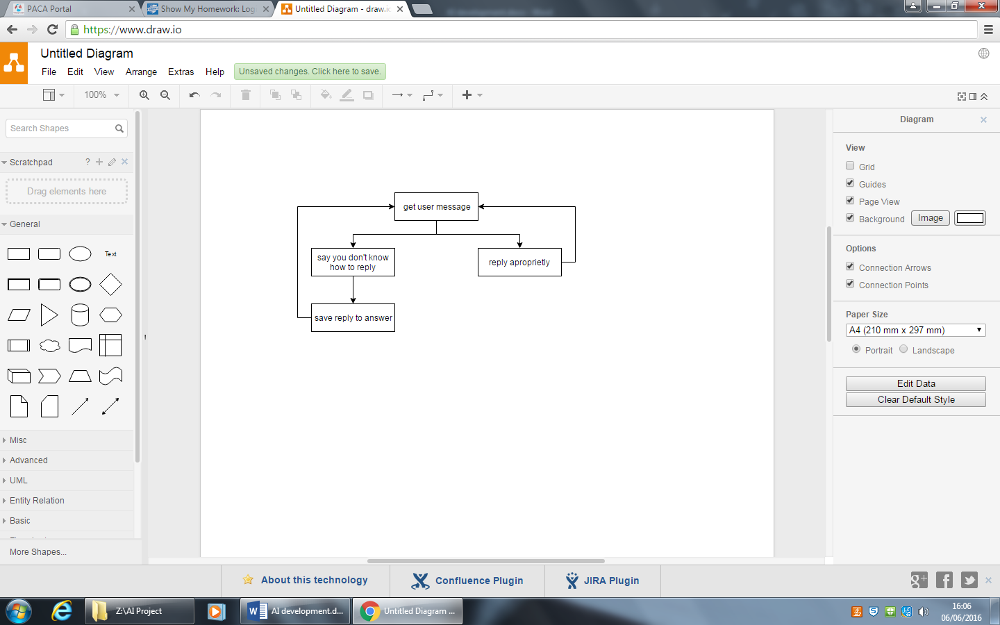 PACA Portal
Show My Homework: Log
Untitled Diagram - draw.io
https://www.draw.io
Untitled Diagram
File Edit View Arrange Extras Help Unsaved changes. Click here to save.
100%
Search Shapes
Scratchpad ?
Drag elements here
General
Text
Misc
Advanced
UML
Entity Relation
Basic
More Shapes...
get user message
say you don't know
how to reply
reply aproprietly
save reply to answer
Diagram
View
Grid
Guides
Page View
Background Image
Options
Connection Arrows
Connection Points
Paper Size
A4 (210 mm x 297 mm)
Portrait Landscape
Edit Data
Clear Default Style
About this technology Confluence Plugin JIRA Plugin
Z:\AI Project AI development.d... Untitled Diagram ...
16:06
06/06/2016